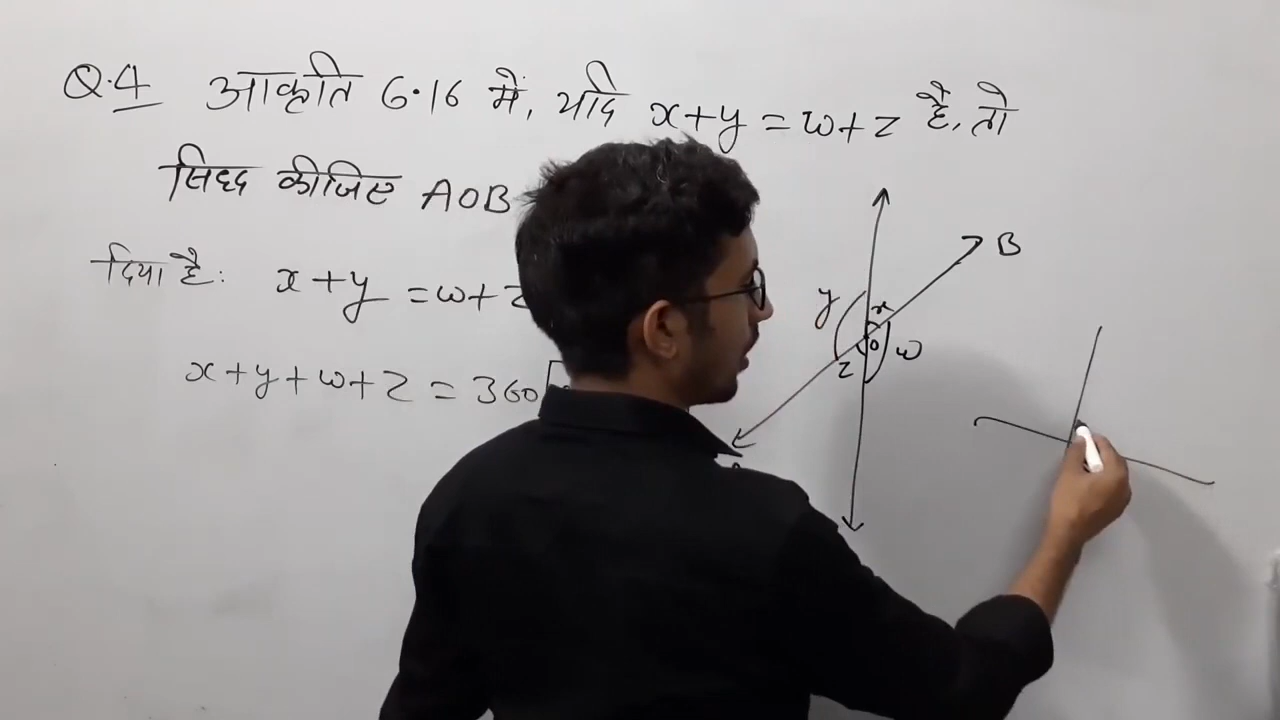 Q.4 आकृति 6.16 में, यदि x+y = w+z है, तो
सिध्द कीजिए AOB
दिया है: x+y = w+z
x+y+w+z = 360
B
y x
O w
z